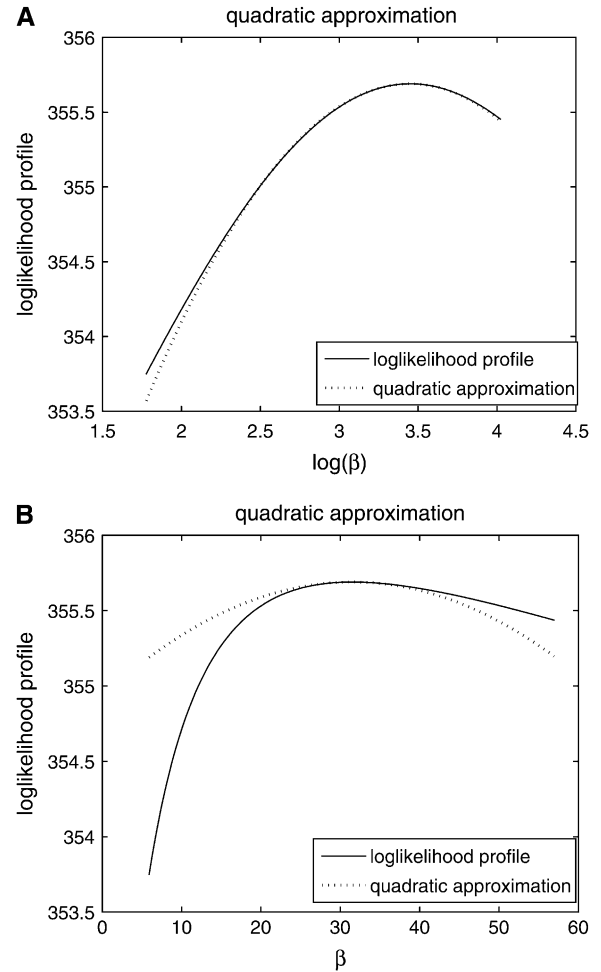 A
quadratic approximation
356
355.5
355
354.5
354
353.5
loglikelihood profile
loglikelihood profile
quadratic approximation
1.5 2 2.5 3 3.5 4 4.5
log(β)
B
quadratic approximation
356
355.5
355
354.5
354
353.5
loglikelihood profile
loglikelihood profile
quadratic approximation
0 10 20 30 40 50 60
β